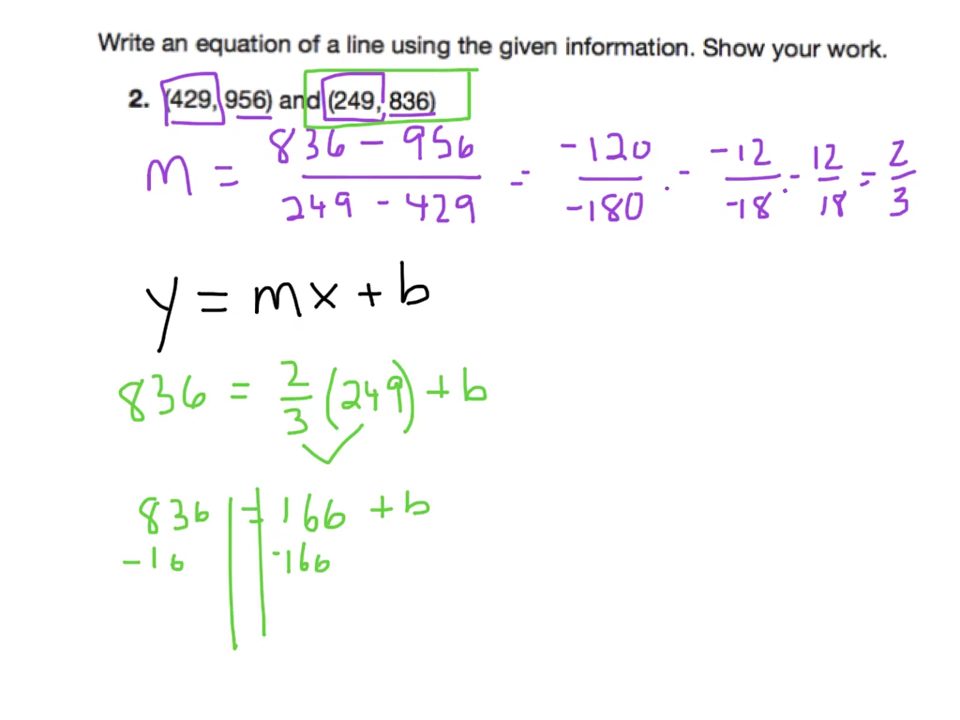 Write an equation of a line using the given information. Show your work.
2. (429, 956) and (249, 836)
m = 836 - 956 / 249 - 429 = -120 / -180 = -12 / -18 = 12 / 18 = 2 / 3
y = mx + b
836 = 2/3 (249) + b
836 = 166 + b
-16 -166